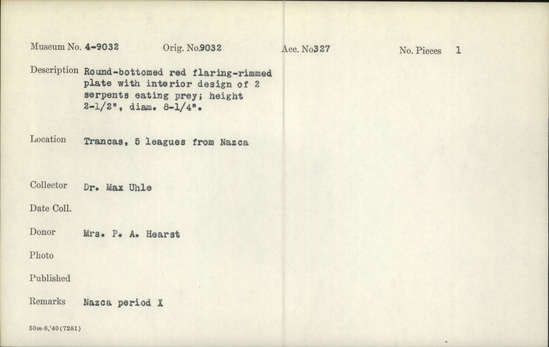 Museum No. 4-9032 Orig. No.9032 Acc. No327 No. Pieces 1
Description Round-bottomed red flaring-rimmed
plate with interior design of 2
serpents eating prey; height
2-1/2", diam. 8-1/4".
Location Trancas, 5 leagues from Nazca
Collector Dr. Max Uhle
Date Coll.
Donor Mrs. P. A. Hearst
Photo
Published
Remarks Nazca period X
50m-8,'40(7261)